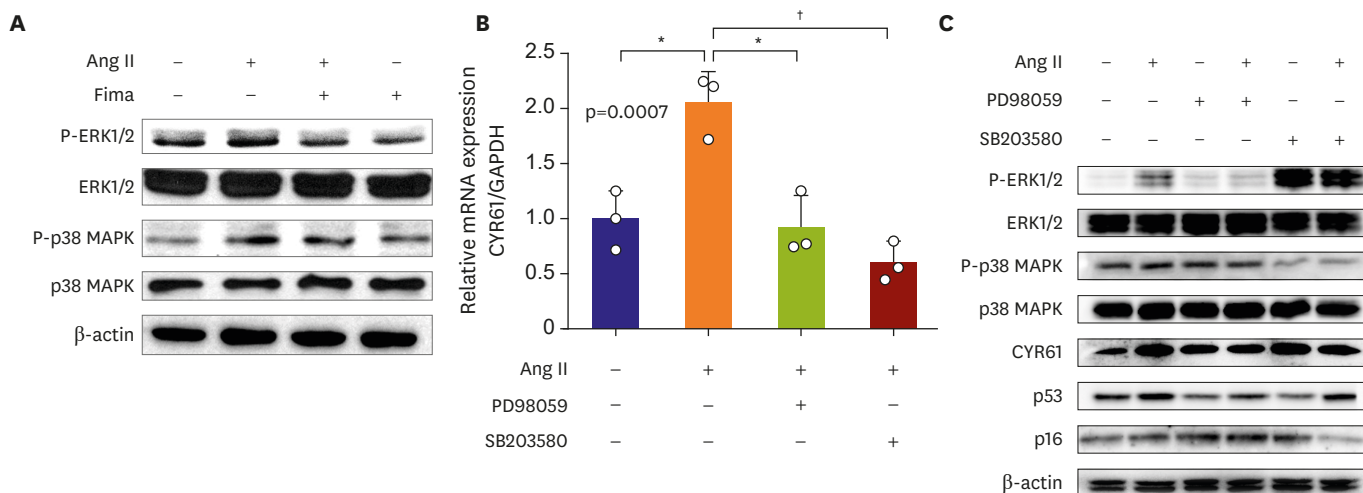 A
Ang II – + + –
Fima – – + +
P-ERK1/2
ERK1/2
P-p38 MAPK
p38 MAPK
β-actin
B
Relative mRNA expression
CYR61/GAPDH
2.5
2.0
1.5
1.0
0.5
0
p=0.0007
*
*
†
Ang II – + + +
PD98059 – – + –
SB203580 – – – +
C
Ang II – + – + – +
PD98059 – – + + – –
SB203580 – – – – + +
P-ERK1/2
ERK1/2
P-p38 MAPK
p38 MAPK
CYR61
p53
p16
β-actin